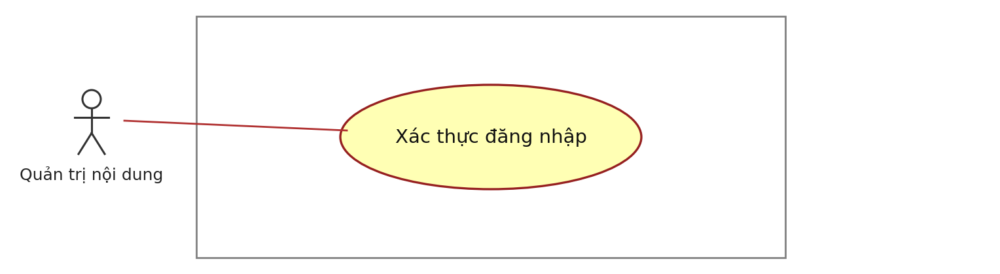 Xác thực đăng nhập
Quản trị nội dung